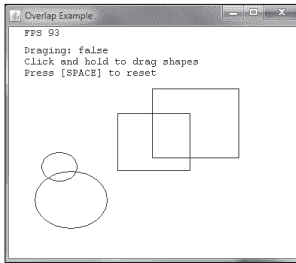 Overlap Example
FPS 93
Draging: false
Click and hold to drag shapes
Press [SPACE] to reset